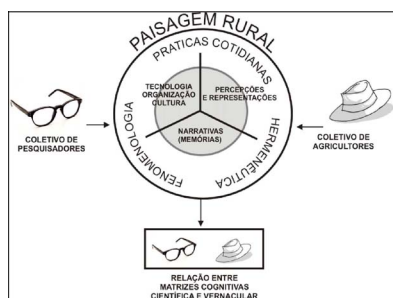 PAISAGEM RURAL
PRATICAS COTIDIANAS
TECNOLOGIA
ORGANIZAÇÃO
CULTURA
PERCEPÇÕES
E REPRESENTAÇÕES
NARRATIVAS
(MEMÓRIAS)
FENOMENOLOGIA
HERMENÊUTICA
COLETIVO DE
PESQUISADORES
COLETIVO DE
AGRICULTORES
RELAÇÃO ENTRE
MATRIZES COGNITIVAS
CIENTÍFICA E VERNACULAR